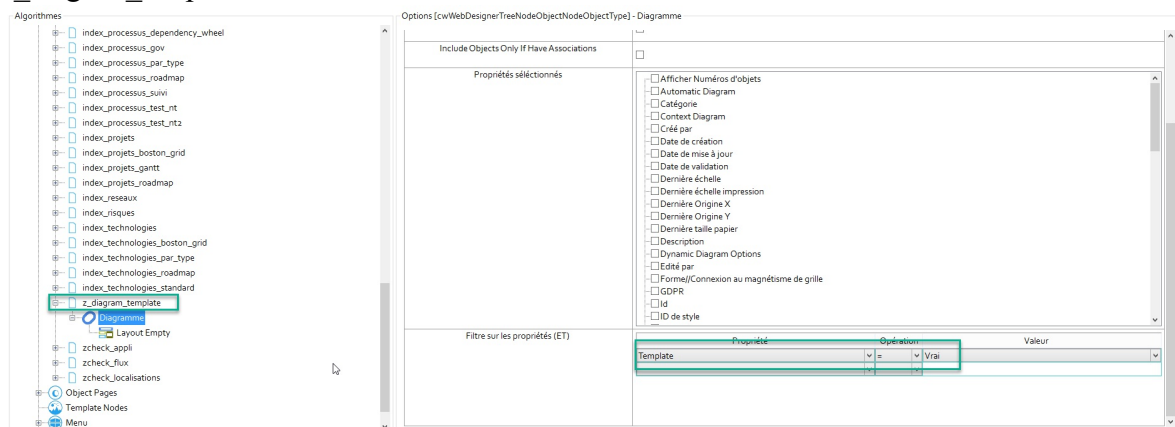 Algorithmes
index_processus_dependency_wheel
index_processus_gov
index_processus_par_type
index_processus_roadmap
index_processus_suivi
index_processus_test_nt
index_processus_test_nt2
index_projets
index_projets_boston_grid
index_projets_gantt
index_projets_roadmap
index_reseaux
index_risques
index_technologies
index_technologies_boston_grid
index_technologies_par_type
index_technologies_roadmap
index_technologies_standard
z_diagram_template
Diagramme
Layout Empty
zcheck_appli
zcheck_flux
zcheck_localisations
Object Pages
Template Nodes
Menu
Options [cwWebDesignerTreeNodeObjectNodeObjectType] - Diagramme
Include Objects Only If Have Associations
Propriétés séléctionnés
Afficher Numéros d'objets
Automatic Diagram
Catégorie
Context Diagram
Créé par
Date de création
Date de mise à jour
Date de validation
Dernière échelle
Dernière échelle impression
Dernière Origine X
Dernière Origine Y
Dernière taille papier
Description
Dynamic Diagram Options
Edité par
Forme//Connexion au magnétisme de grille
GDPR
Id
ID de style
Filtre sur les propriétés (ET)
Propriété Opération Valeur
Template = Vrai